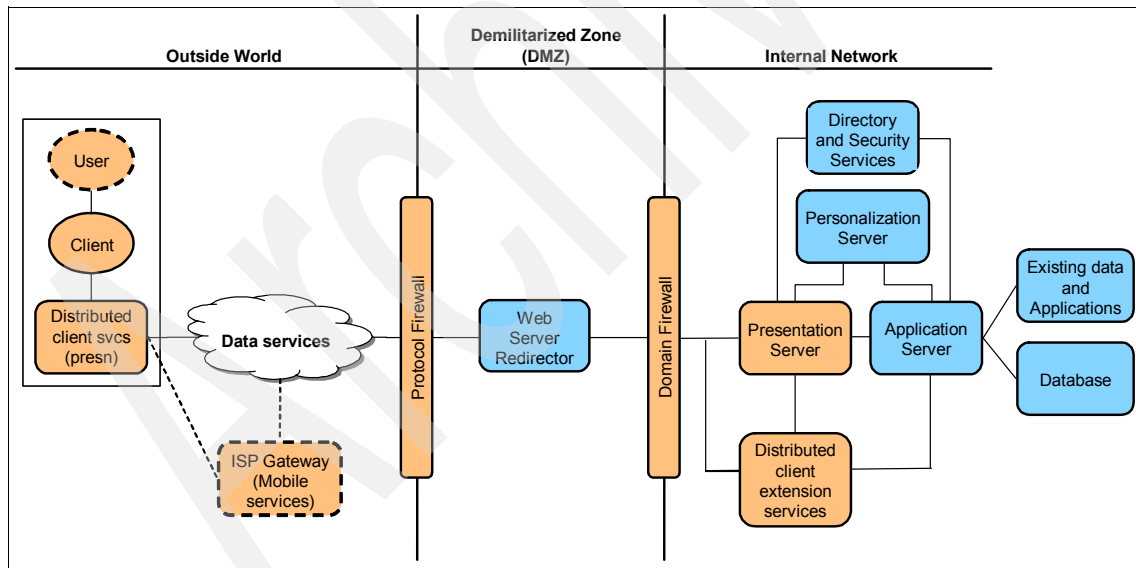 Outside World
Demilitarized Zone
(DMZ)
Internal Network
User
Client
Distributed
client svcs
(presn)
Data services
ISP Gateway
(Mobile
services)
Protocol Firewall
Web
Server
Redirector
Domain Firewall
Directory
and Security
Services
Personalization
Server
Presentation
Server
Application
Server
Distributed
client
extension
services
Existing data
and
Applications
Database
Archiv